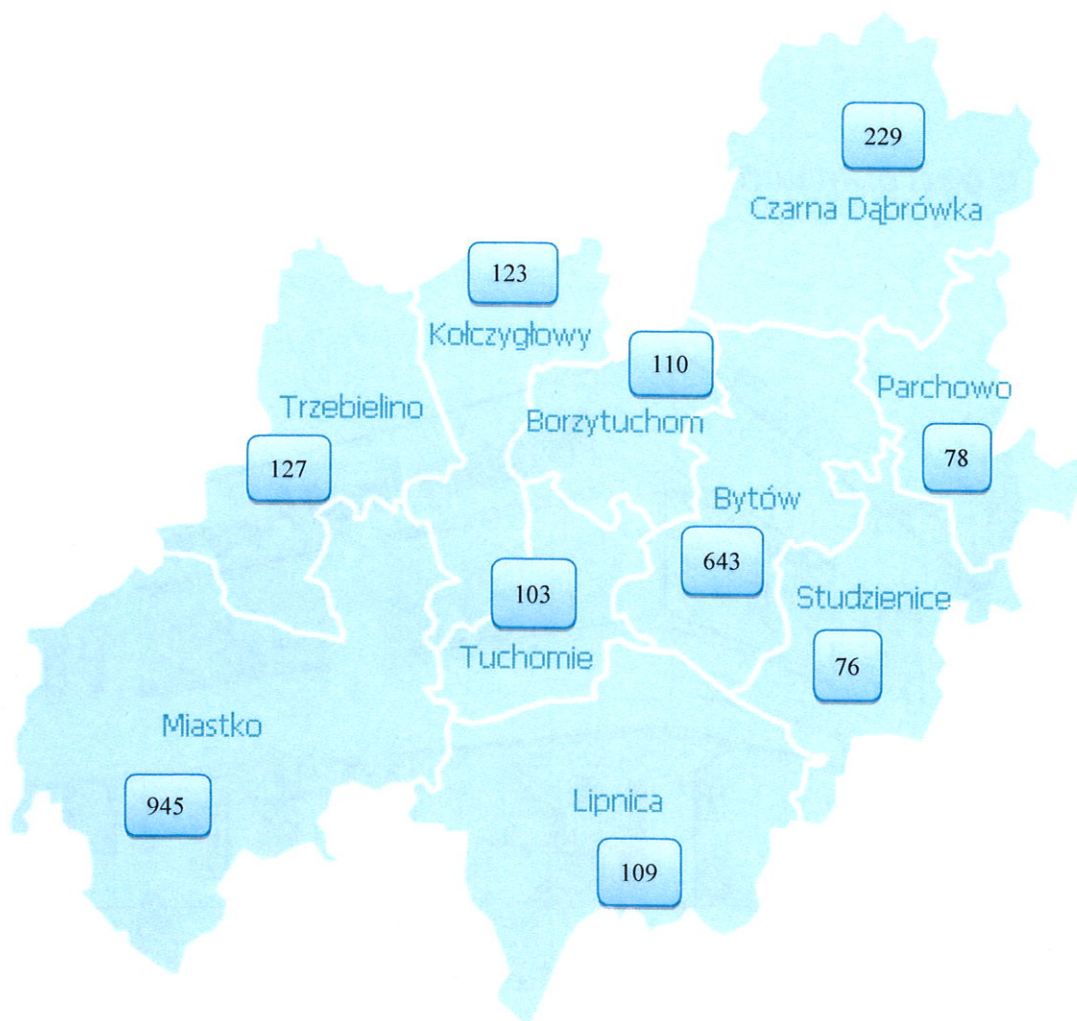 229
Czarna Dąbrówka
123
Kołczygłowy
110
Borzytuchom
Parchowo
78
Trzebielino
127
Bytów
643
103
Tuchomie
Studzienice
76
Miastko
945
Lipnica
109